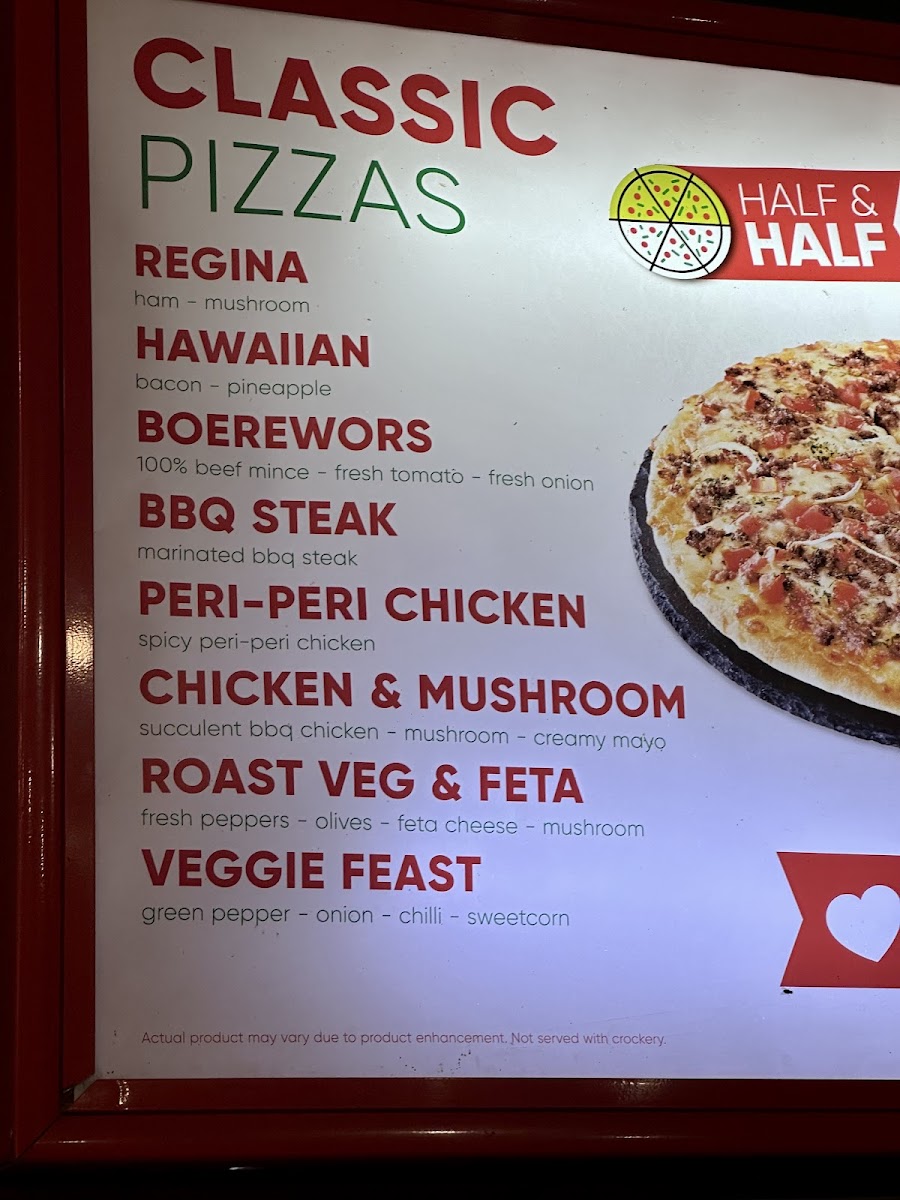 CLASSIC
PIZZAS
HALF &
HALF
REGINA
ham - mushroom
HAWAIIAN
bacon - pineapple
BOEREWORS
100% beef mince - fresh tomato - fresh onion
BBQ STEAK
marinated bbq steak
PERI-PERI CHICKEN
spicy peri-peri chicken
CHICKEN & MUSHROOM
succulent bbq chicken - mushroom - creamy mayo
ROAST VEG & FETA
fresh peppers - olives - feta cheese - mushroom
VEGGIE FEAST
green pepper - onion - chilli - sweetcorn
Actual product may vary due to product enhancement. Not served with crockery.